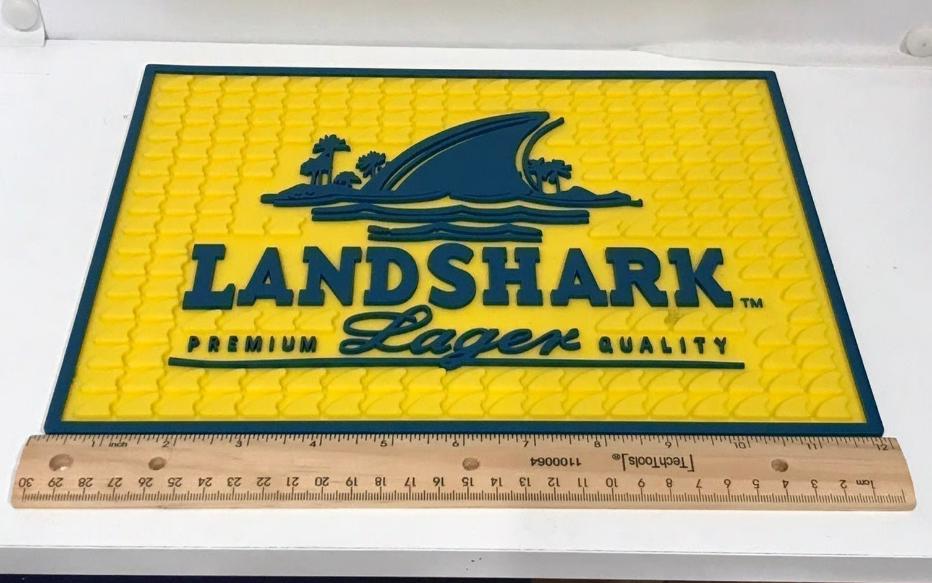 LANDSHARK™
PREMIUM Lager QUALITY
1 inch 2 3 4 5 6 7 8 9 10 11 12
[TechTools]® 1100064
30 29 28 27 26 25 24 23 22 21 20 19 18 17 16 15 14 13 12 11 10 9 8 7 6 5 4 3 2 1cm